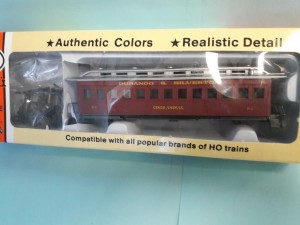 ★Authentic Colors ★Realistic Detail
DURANGO & SILVERTON
Compatible with all popular brands of HO trains